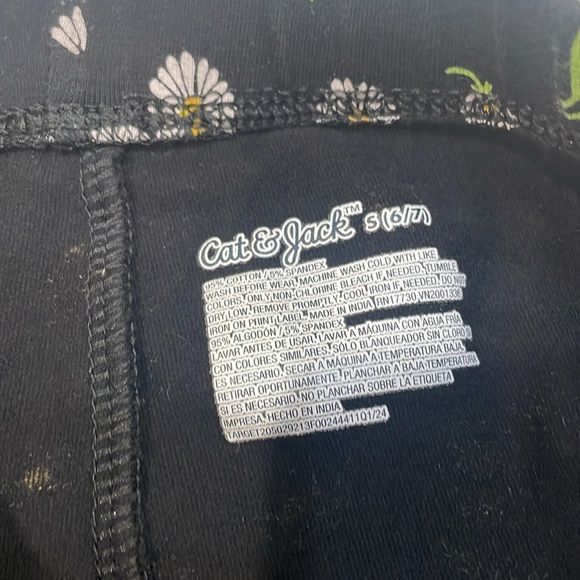 Cat & Jack™ S (6/7)
95% COTTON / 5% SPANDEX
WASH BEFORE WEAR. MACHINE WASH COLD WITH LIKE
COLORS. ONLY NON-CHLORINE BLEACH IF NEEDED. TUMBLE
DRY LOW. REMOVE PROMPTLY. COOL IRON IF NEEDED. DO NOT
IRON ON PRINT/LABEL. MADE IN INDIA. RN17730 VN2001336
95% ALGODÓN / 5% SPANDEX
LAVAR ANTES DE USAR. LAVAR A MÁQUINA CON AGUA FRÍA
CON COLORES SIMILARES. SÓLO BLANQUEADOR SIN CLORO SI
ES NECESARIO. SECAR A MÁQUINA A TEMPERATURA BAJA.
RETIRAR OPORTUNAMENTE. PLANCHAR A BAJA TEMPERATURA
SI ES NECESARIO. NO PLANCHAR SOBRE LA ETIQUETA
IMPRESA. HECHO EN INDIA
TARGET205029213F00244411Q1/24